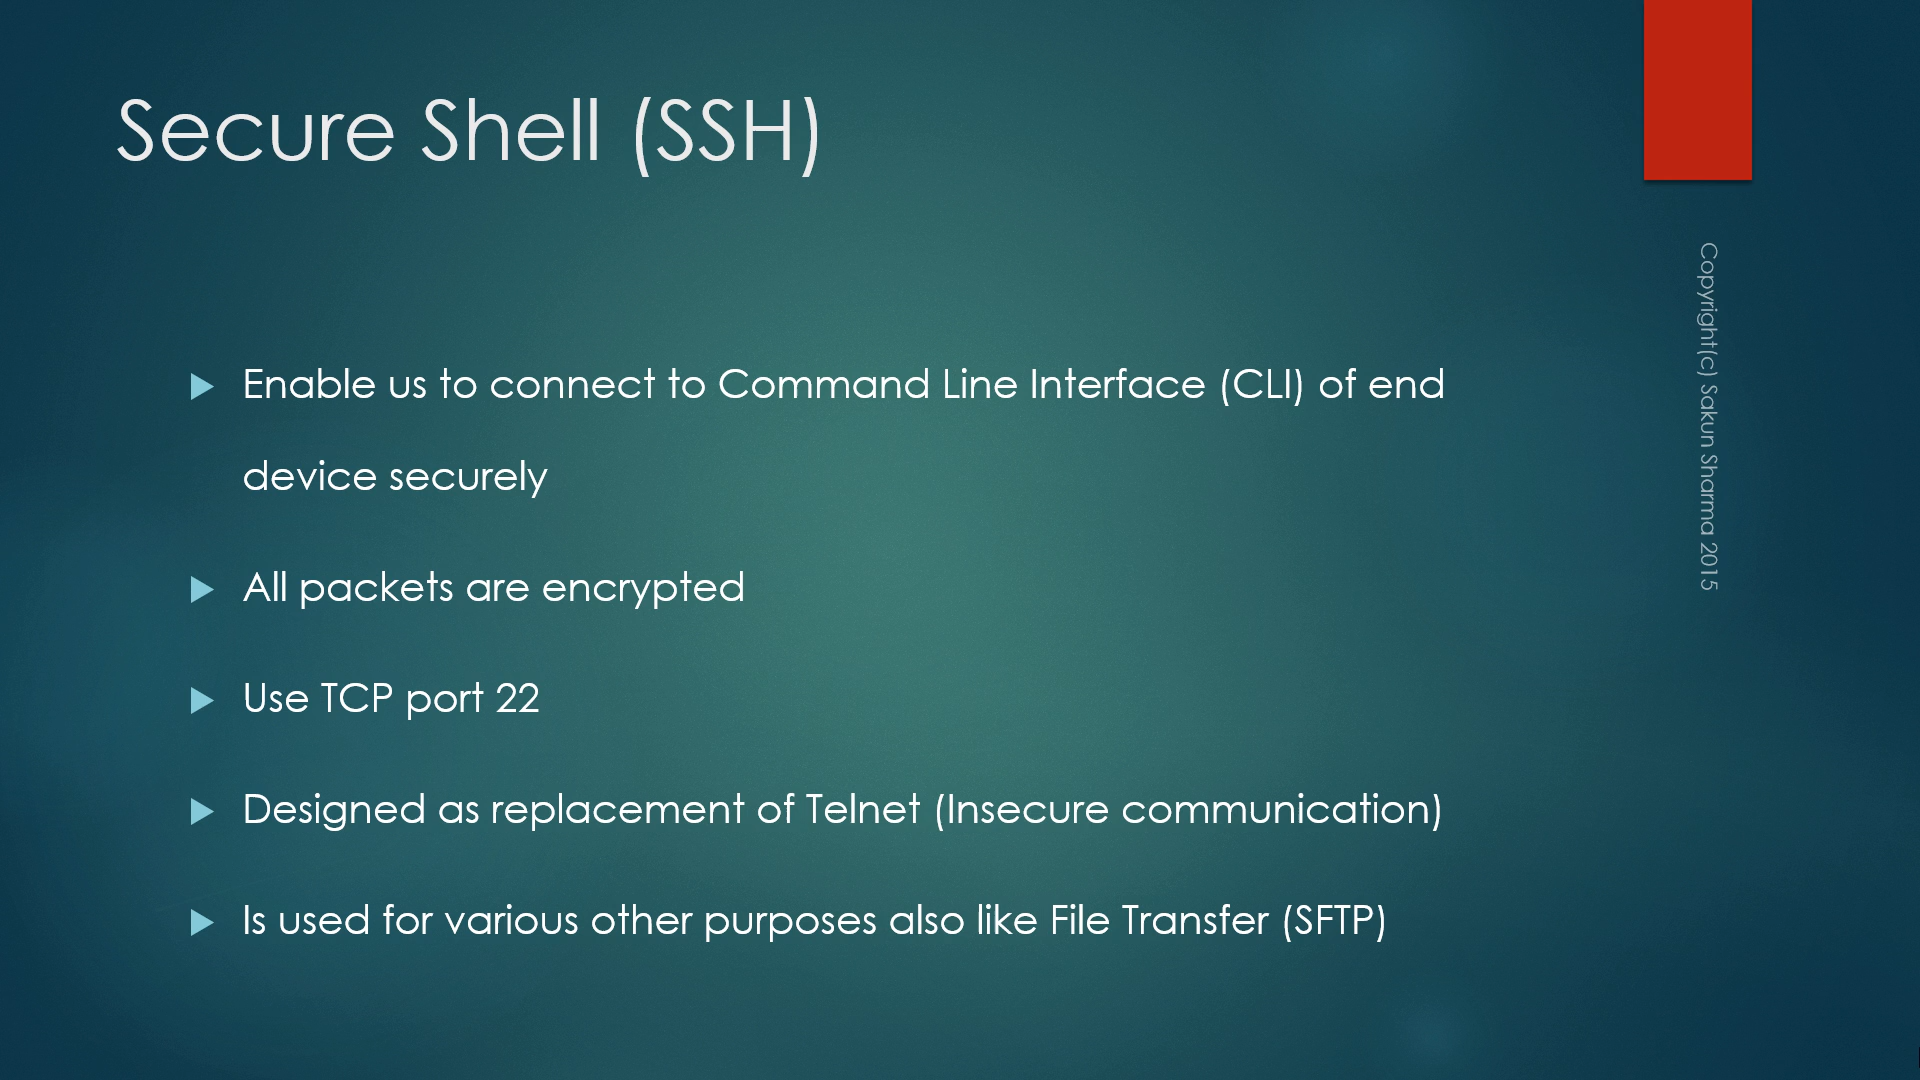 Secure Shell (SSH)
Enable us to connect to Command Line Interface (CLI) of end
device securely
All packets are encrypted
Use TCP port 22
Designed as replacement of Telnet (Insecure communication)
Is used for various other purposes also like File Transfer (SFTP)
Copyright(c) Sakun Sharma 2015